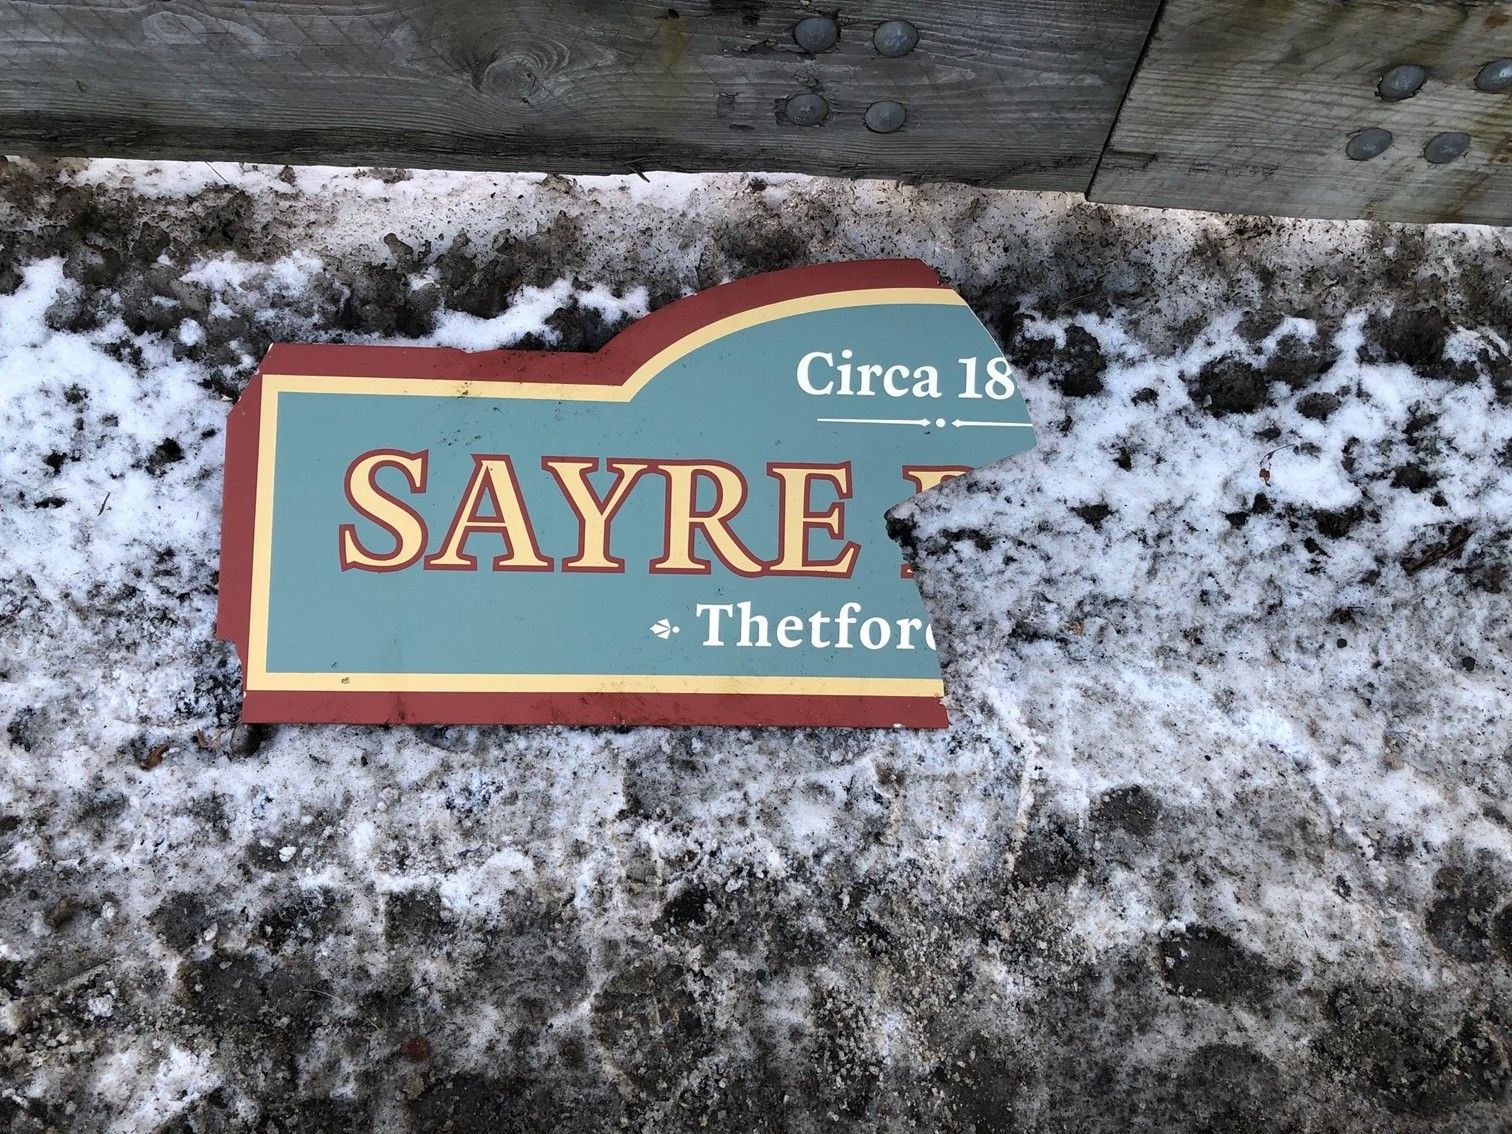 Circa 18
SAYRE
Thetford